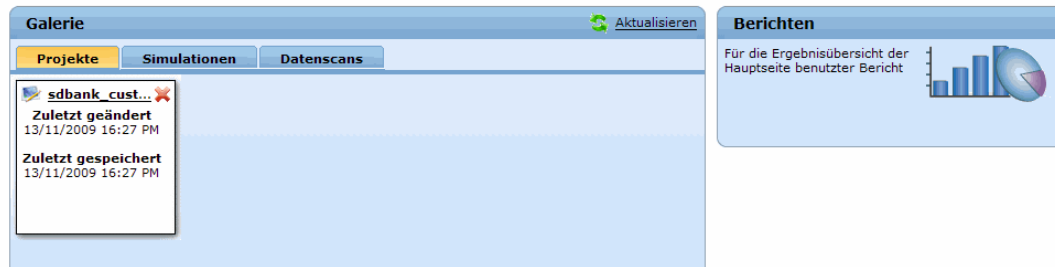 Galerie
Aktualisieren
Projekte
Simulationen
Datenscans
sdbank_cust...
Zuletzt geändert
13/11/2009 16:27 PM
Zuletzt gespeichert
13/11/2009 16:27 PM
Berichten
Für die Ergebnisübersicht der
Hauptseite benutzter Bericht